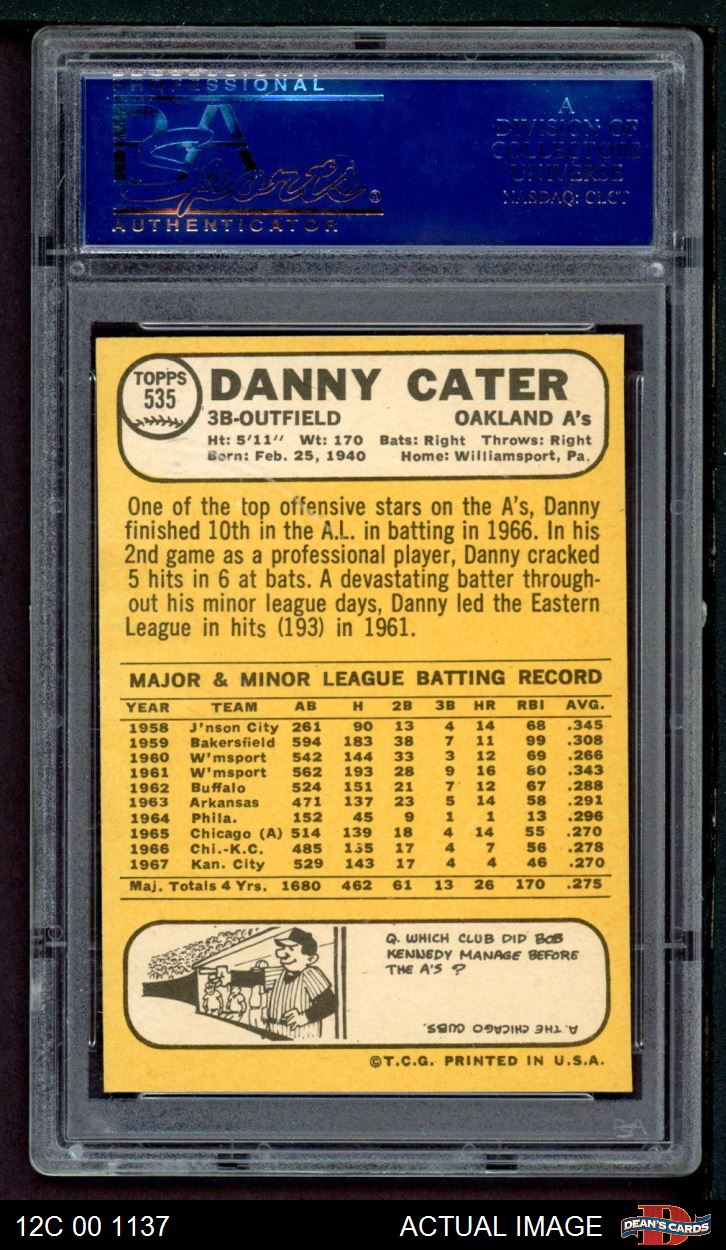 PROFESSIONAL
PSA
Sports®
AUTHENTICATOR
A
DIVISION OF
COLLECTORS
UNIVERSE
NASDAQ: CLCT
TOPPS
535
DANNY CATER
3B-OUTFIELD OAKLAND A's
Ht: 5'11" Wt: 170 Bats: Right Throws: Right
Born: Feb. 25, 1940 Home: Williamsport, Pa.
One of the top offensive stars on the A's, Danny
finished 10th in the A.L. in batting in 1966. In his
2nd game as a professional player, Danny cracked
5 hits in 6 at bats. A devastating batter through-
out his minor league days, Danny led the Eastern
League in hits (193) in 1961.
MAJOR & MINOR LEAGUE BATTING RECORD
YEAR TEAM AB H 2B 3B HR RBI AVG.
1958 J'nson City 261 90 13 4 14 68 .345
1959 Bakersfield 594 183 38 7 11 99 .308
1960 W'msport 542 144 33 3 12 69 .266
1961 W'msport 562 193 28 9 16 80 .343
1962 Buffalo 524 151 21 7 12 67 .288
1963 Arkansas 471 137 23 5 14 58 .291
1964 Phila. 152 45 9 1 1 13 .296
1965 Chicago (A) 514 139 18 4 14 55 .270
1966 Chi.-K.C. 485 135 17 4 7 56 .278
1967 Kan. City 529 143 17 4 4 46 .270
Maj. Totals 4 Yrs. 1680 462 61 13 26 170 .275
Q. WHICH CLUB DID BOB
KENNEDY MANAGE BEFORE
THE A'S ?
A. THE CHICAGO CUBS.
©T.C.G. PRINTED IN U.S.A.
PSA
12C 00 1137 ACTUAL IMAGE
DEAN'S CARDS